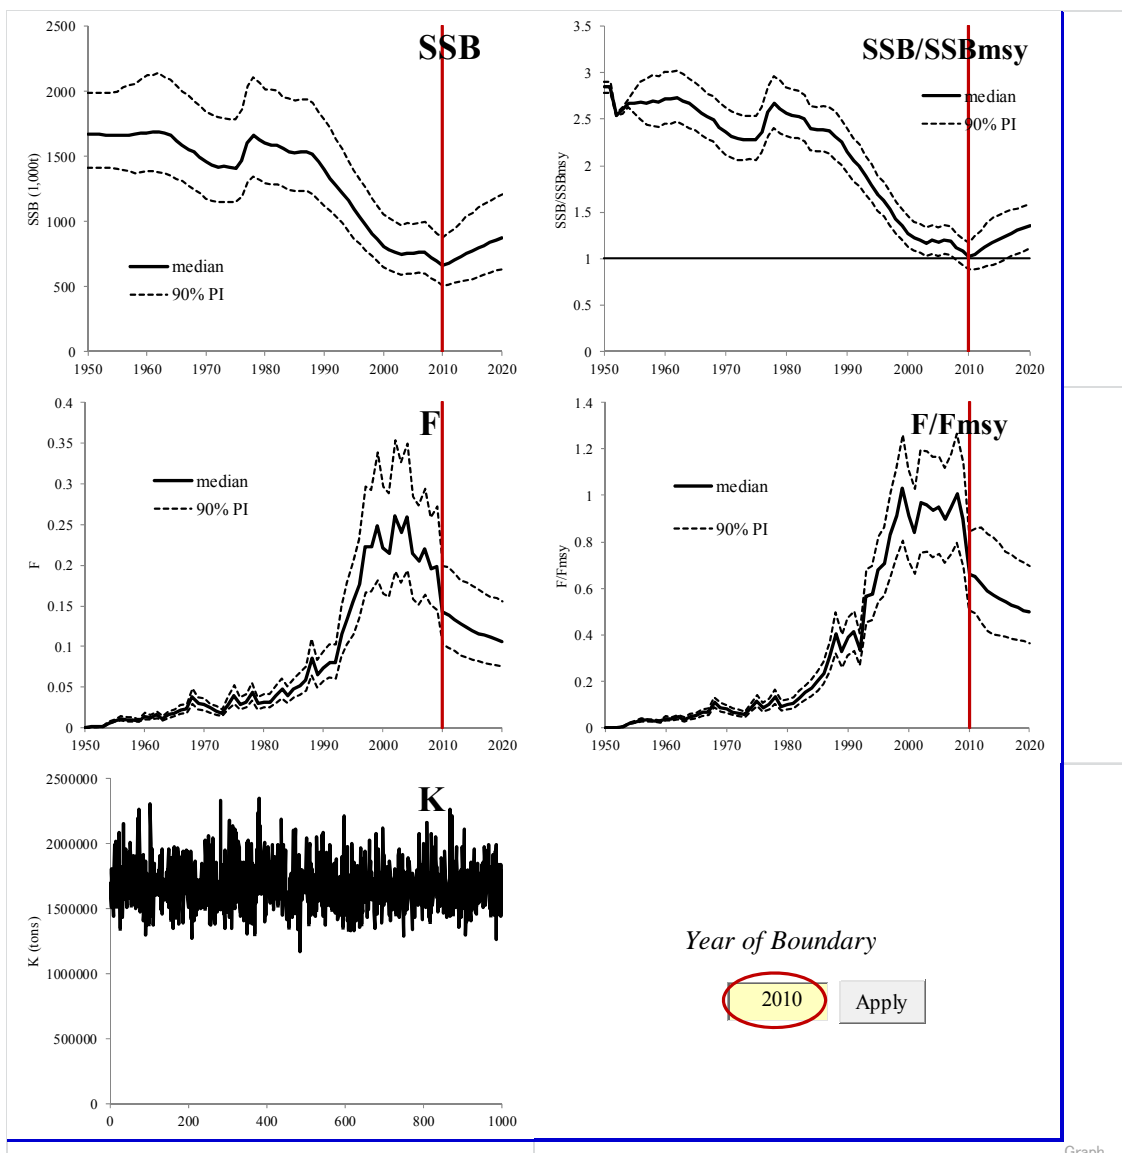 SSB
2500
2000
1500
1000
500
0
SSB (1,000t)
median
90% PI
1950 1960 1970 1980 1990 2000 2010 2020
SSB/SSBmsy
3.5
3
2.5
2
1.5
1
0.5
0
SSB/SSBmsy
median
90% PI
1950 1960 1970 1980 1990 2000 2010 2020
F
0.4
0.35
0.3
0.25
0.2
0.15
0.1
0.05
0
F
median
90% PI
1950 1960 1970 1980 1990 2000 2010 2020
F/Fmsy
1.4
1.2
1
0.8
0.6
0.4
0.2
0
F/Fmsy
median
90% PI
1950 1960 1970 1980 1990 2000 2010 2020
K
2500000
2000000
1500000
1000000
500000
0
K (tons)
0 200 400 600 800 1000
Year of Boundary
2010 Apply
Graph